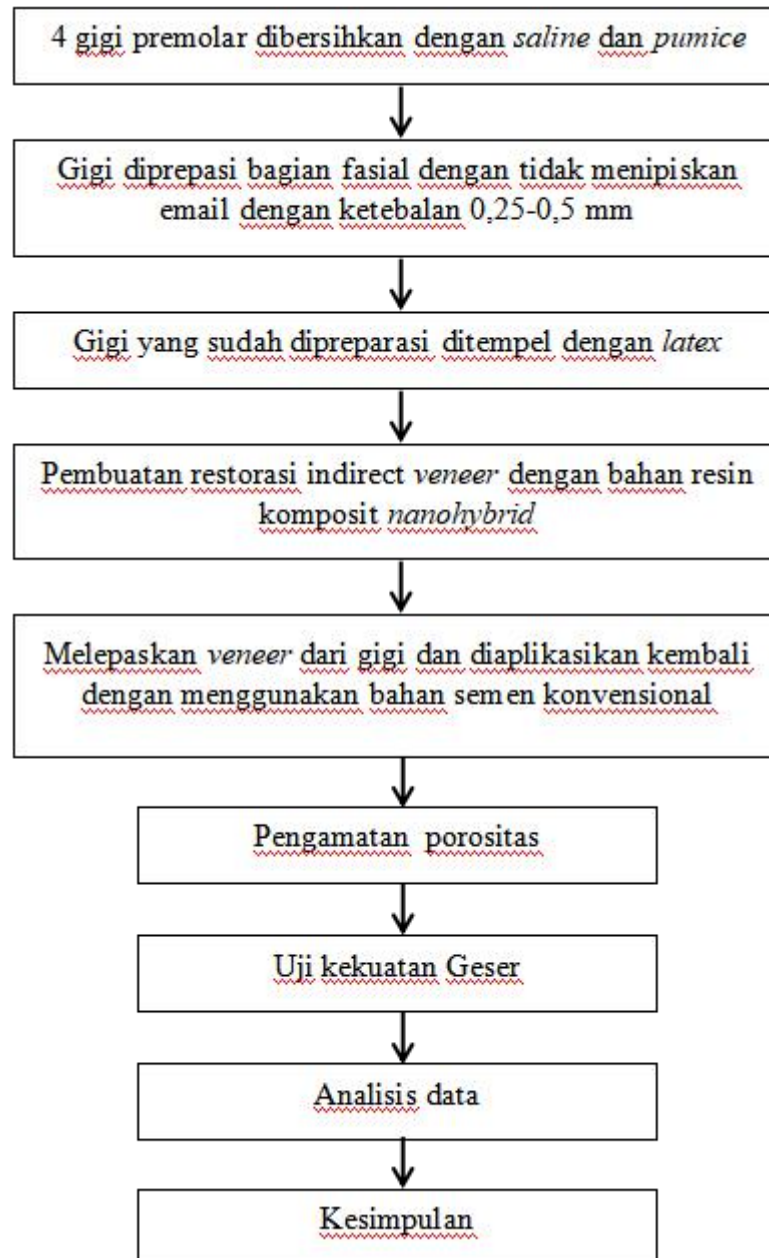 4 gigi premolar dibersihkan dengan saline dan pumice
Gigi diprepasi bagian fasial dengan tidak menipiskan
email dengan ketebalan 0,25-0,5 mm
Gigi yang sudah dipreparasi ditempel dengan latex
Pembuatan restorasi indirect veneer dengan bahan resin
komposit nanohybrid
Melepaskan veneer dari gigi dan diaplikasikan kembali
dengan menggunakan bahan semen konvensional
Pengamatan porositas
Uji kekuatan Geser
Analisis data
Kesimpulan